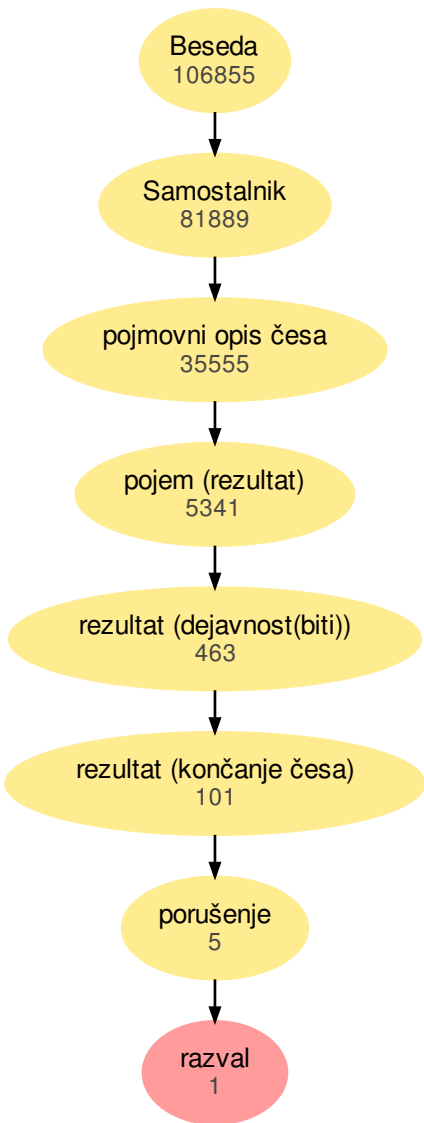 Beseda
106855
Samostalnik
81889
pojmovni opis česa
35555
pojem (rezultat)
5341
rezultat (dejavnost(biti))
463
rezultat (končanje česa)
101
porušenje
5
razval
1